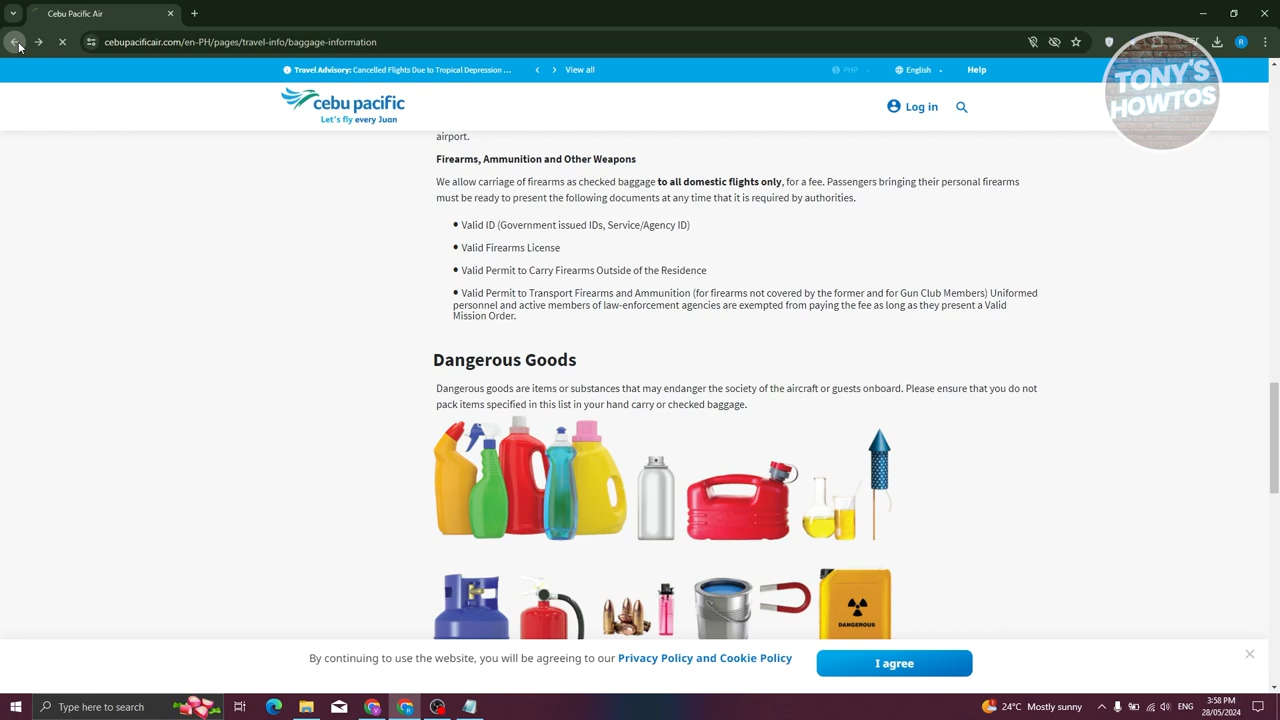 Cebu Pacific Air
cebupacificair.com/en-PH/pages/travel-info/baggage-information
R
Travel Advisory: Cancelled Flights Due to Tropical Depression ...
View all
PHP
English
Help
cebu pacific
Let's fly every Juan
Log in
TONY'S
HOWTOS
airport.
Firearms, Ammunition and Other Weapons
We allow carriage of firearms as checked baggage to all domestic flights only, for a fee. Passengers bringing their personal firearms
must be ready to present the following documents at any time that it is required by authorities.
• Valid ID (Government issued IDs, Service/Agency ID)
• Valid Firearms License
• Valid Permit to Carry Firearms Outside of the Residence
• Valid Permit to Transport Firearms and Ammunition (for firearms not covered by the former and for Gun Club Members) Uniformed
personnel and active members of law-enforcement agencies are exempted from paying the fee as long as they present a Valid
Mission Order.
Dangerous Goods
Dangerous goods are items or substances that may endanger the society of the aircraft or guests onboard. Please ensure that you do not
pack items specified in this list in your hand carry or checked baggage.
DANGEROUS
By continuing to use the website, you will be agreeing to our Privacy Policy and Cookie Policy
I agree
Type here to search
24°C Mostly sunny
ENG
3:58 PM
28/05/2024